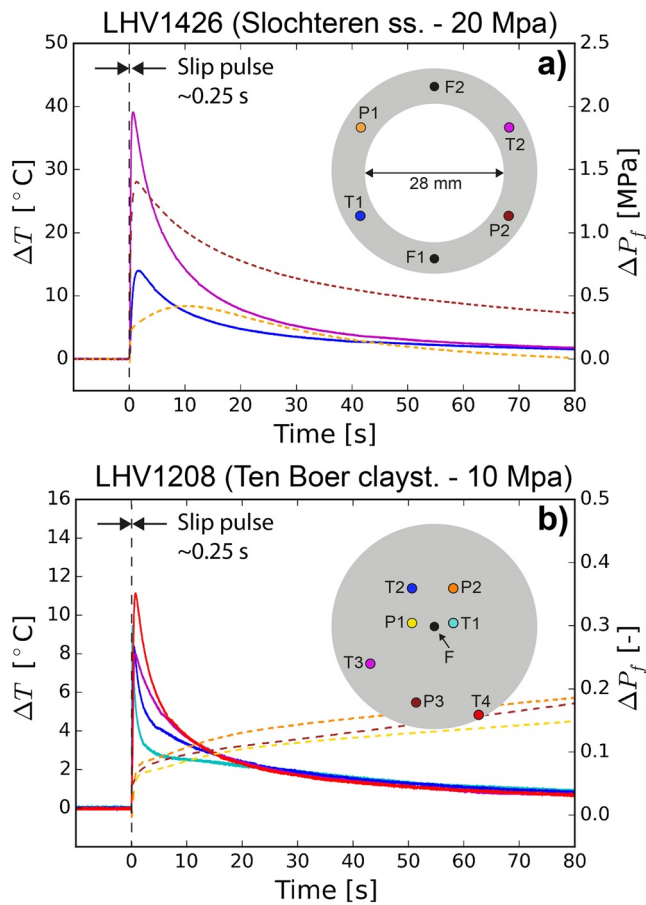 LHV1426 (Slochteren ss. - 20 Mpa)
a)
Slip pulse
~0.25 s
50
40
30
20
10
0
ΔT [°C]
2.5
2.0
1.5
1.0
0.5
0.0
ΔP_f [MPa]
F2
P1
T2
28 mm
T1
P2
F1
0 10 20 30 40 50 60 70 80
Time [s]
LHV1208 (Ten Boer clayst. - 10 Mpa)
b)
Slip pulse
~0.25 s
16
14
12
10
8
6
4
2
0
ΔT [°C]
0.5
0.4
0.3
0.2
0.1
0.0
ΔP_f [-]
T2 P2
P1 T1
F
T3
P3 T4
0 10 20 30 40 50 60 70 80
Time [s]